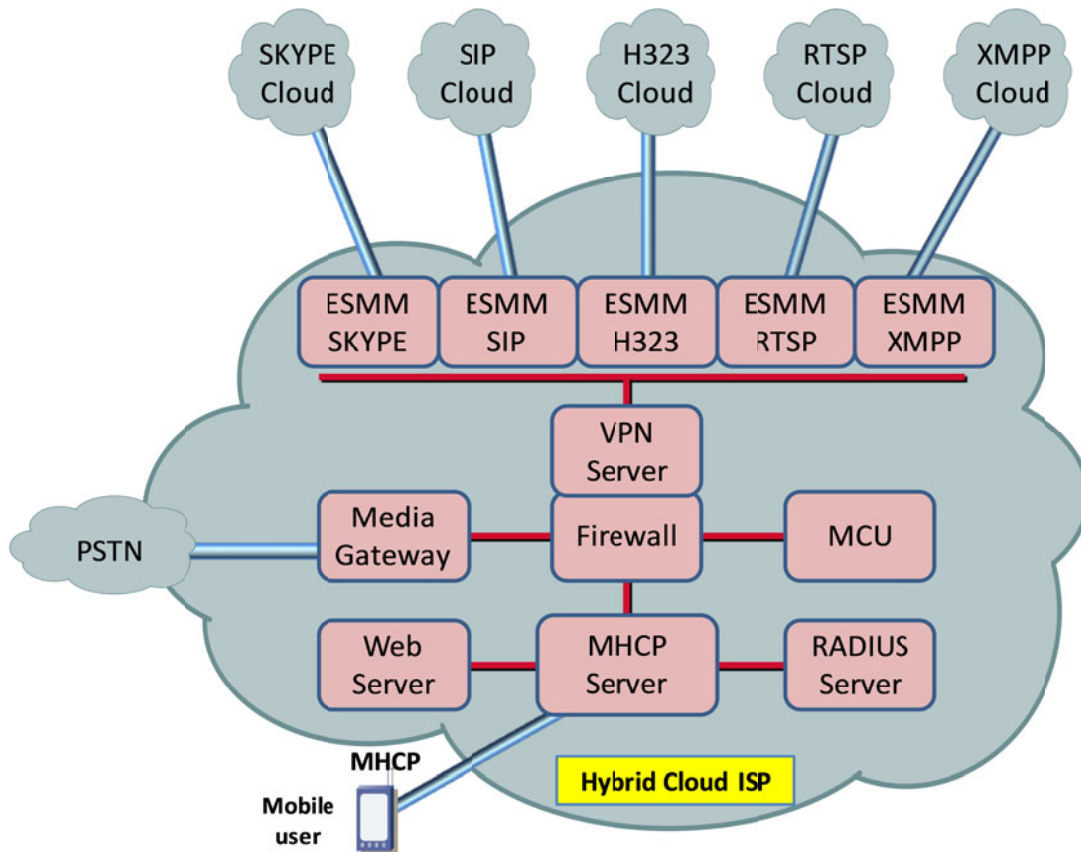 SKYPE
Cloud
SIP
Cloud
H323
Cloud
RTSP
Cloud
XMPP
Cloud
ESMM
SKYPE
ESMM
SIP
ESMM
H323
ESMM
RTSP
ESMM
XMPP
VPN
Server
PSTN
Media
Gateway
Firewall
MCU
Web
Server
MHCP
Server
RADIUS
Server
MHCP
Mobile
user
Hybrid Cloud ISP